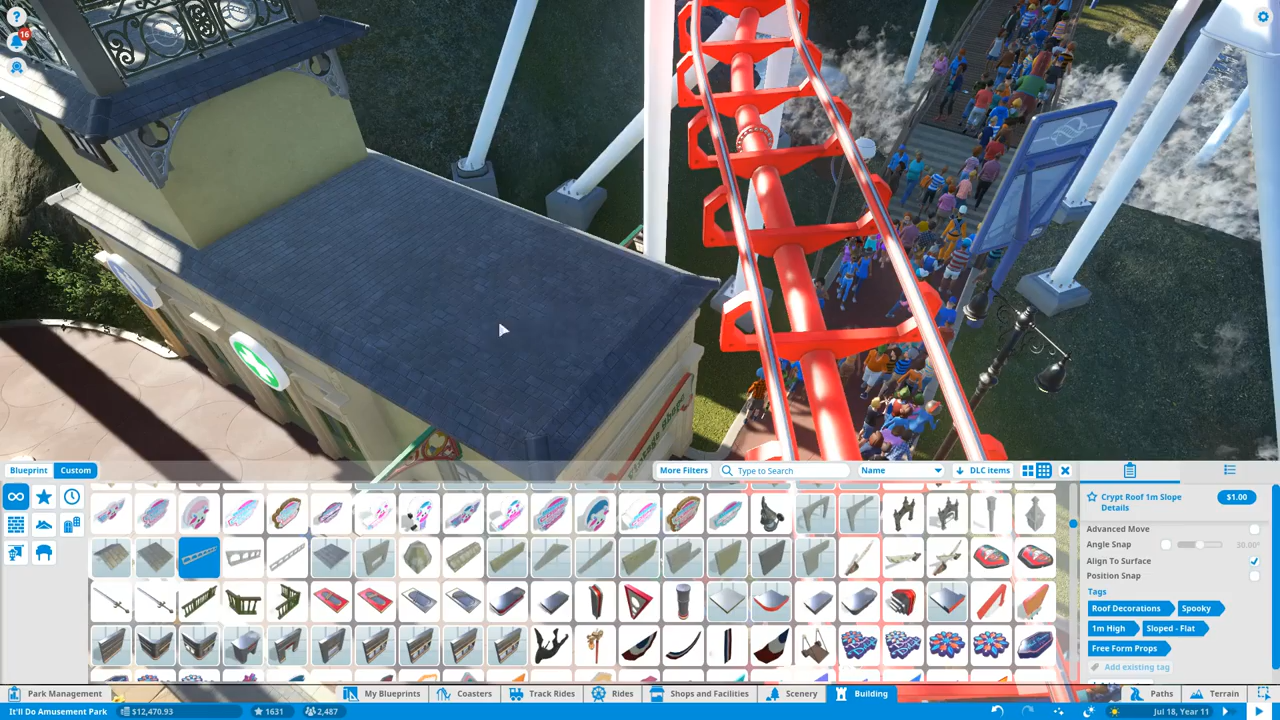 ?
16
Storage Shops
Blueprint
Custom
More Filters
Type to Search
Name
DLC items
Crypt Roof 1m Slope Details
$1.00
Advanced Move
Angle Snap
30.00°
Align To Surface
Position Snap
Tags
Roof Decorations
Spooky
1m High
Sloped - Flat
Free Form Props
Add existing tag
Park Management
My Blueprints
Coasters
Track Rides
Rides
Shops and Facilities
Scenery
Building
Paths
Terrain
It'll Do Amusement Park
$12,470.93
1631
2,487
Jul 18, Year 11